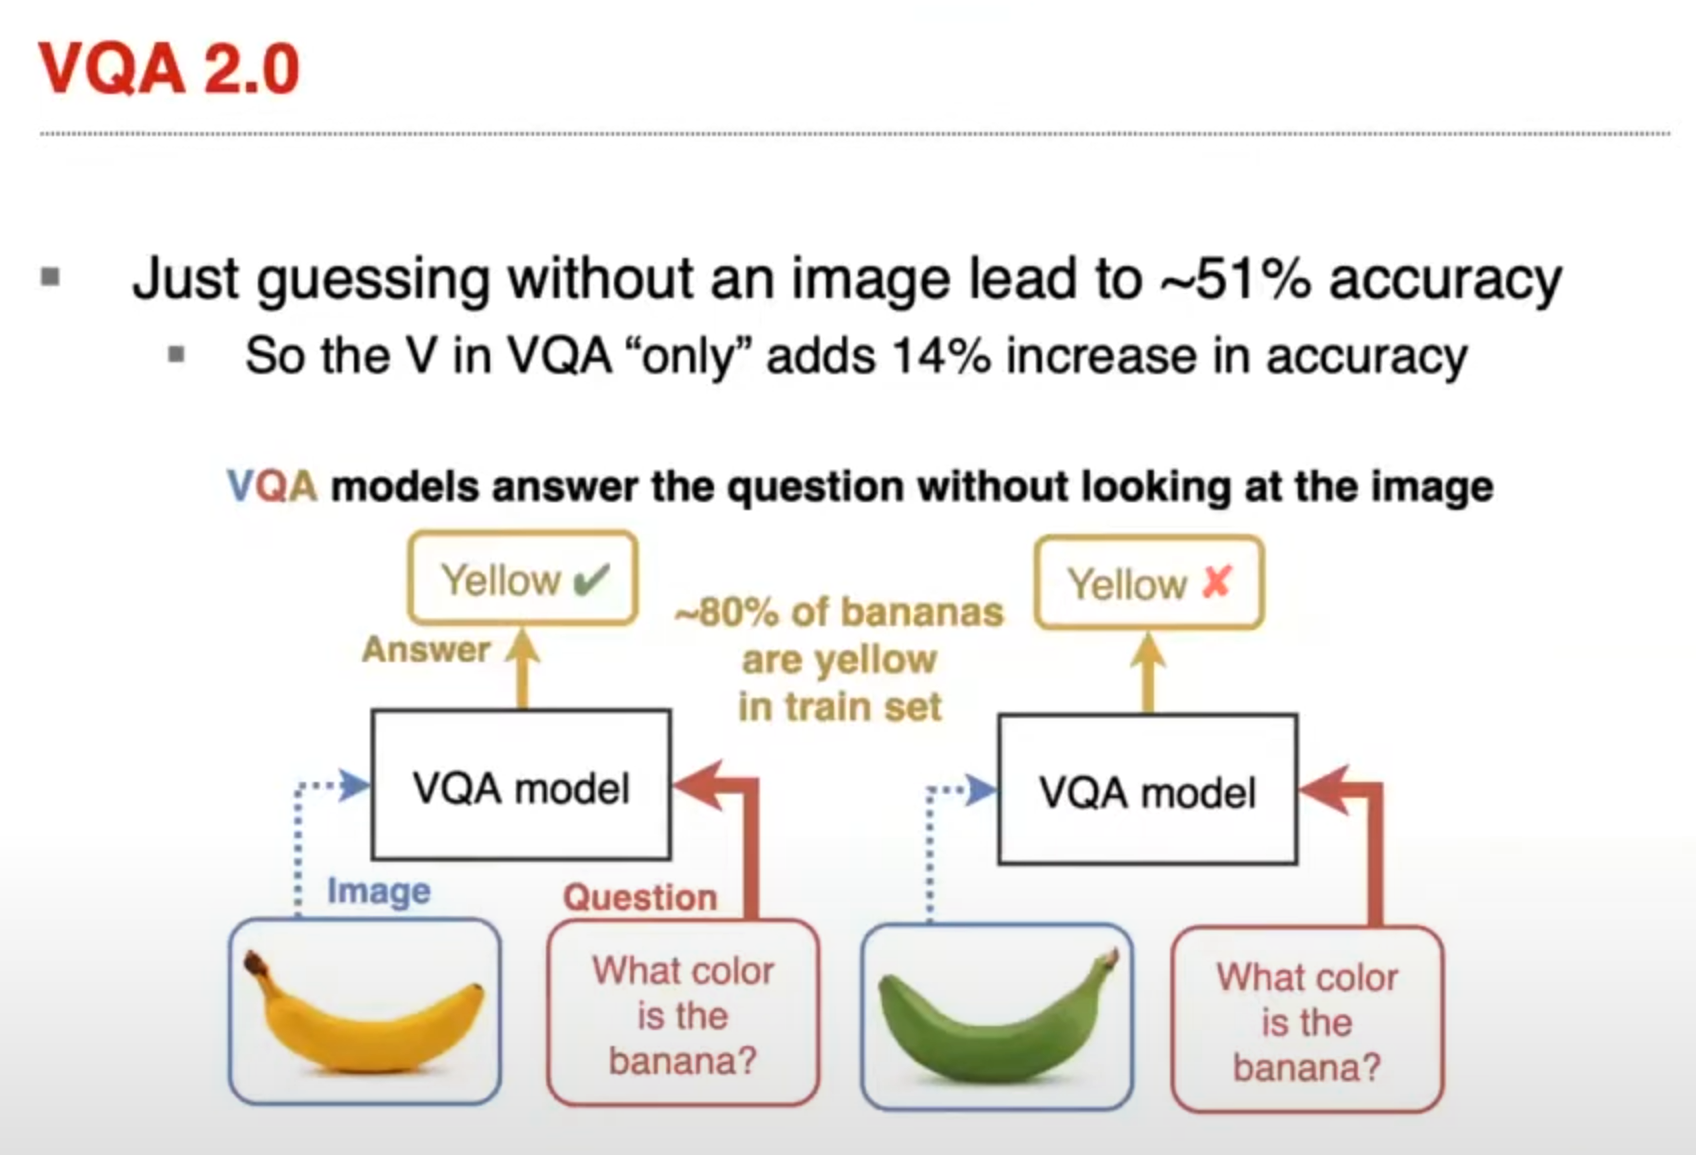 VQA 2.0
Just guessing without an image lead to ~51% accuracy
So the V in VQA “only” adds 14% increase in accuracy
VQA models answer the question without looking at the image
Yellow ✔
Answer
VQA model
Image
Question
What color
is the
banana?
~80% of bananas
are yellow
in train set
Yellow ✘
VQA model
What color
is the
banana?